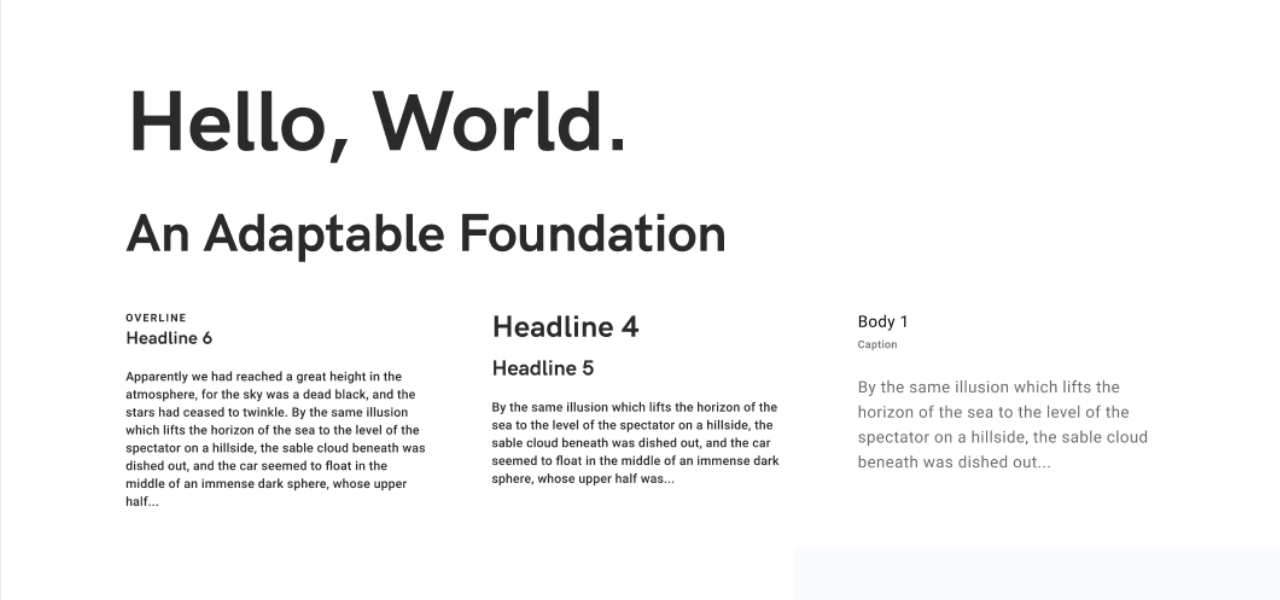 Hello, World.
An Adaptable Foundation
OVERLINE
Headline 6
Apparently we had reached a great height in the
atmosphere, for the sky was a dead black, and the
stars had ceased to twinkle. By the same illusion
which lifts the horizon of the sea to the level of the
spectator on a hillside, the sable cloud beneath was
dished out, and the car seemed to float in the
middle of an immense dark sphere, whose upper
half...
Headline 4
Headline 5
By the same illusion which lifts the horizon of the
sea to the level of the spectator on a hillside, the
sable cloud beneath was dished out, and the car
seemed to float in the middle of an immense dark
sphere, whose upper half was...
Body 1
Caption
By the same illusion which lifts the
horizon of the sea to the level of the
spectator on a hillside, the sable cloud
beneath was dished out...